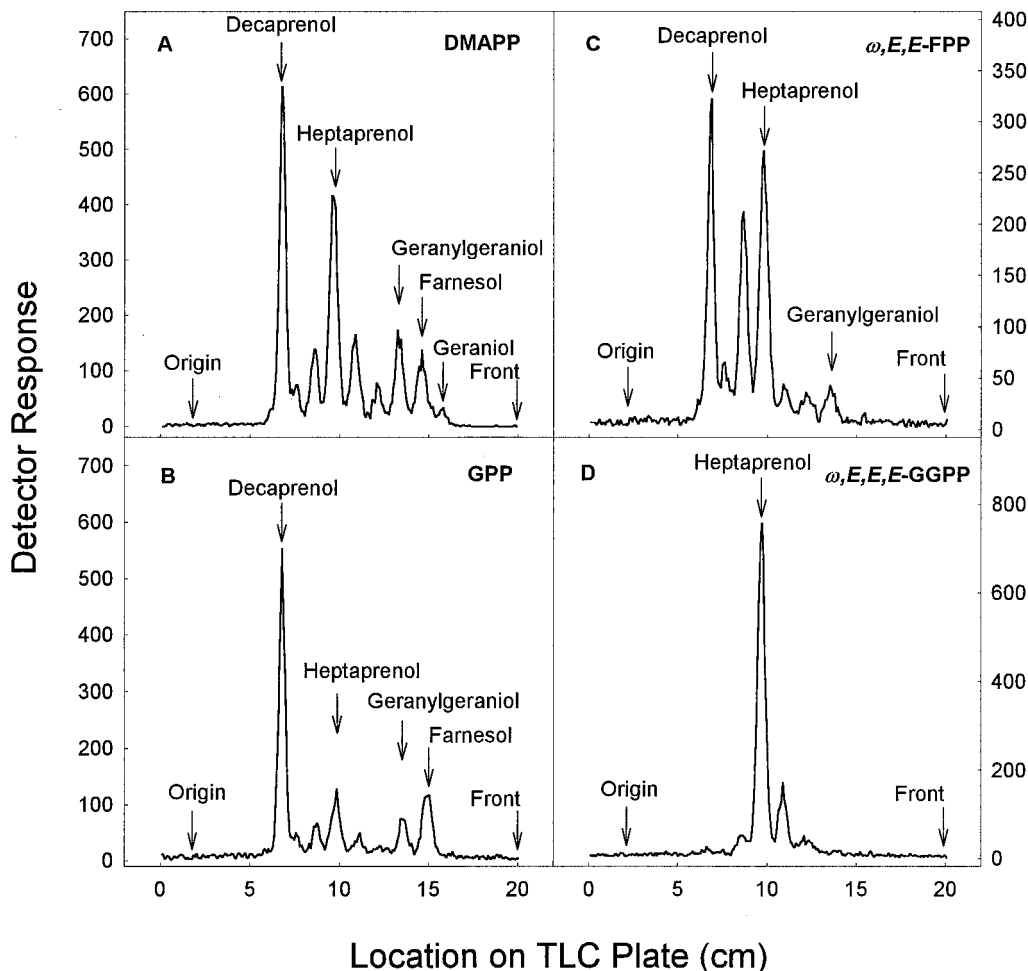 Detector Response
A
DMAPP
700
600
500
400
300
200
100
0
Decaprenol
Heptaprenol
Geranylgeraniol
Farnesol
Geraniol
Origin
Front
C
ω,E,E-FPP
400
350
300
250
200
150
100
50
0
Decaprenol
Heptaprenol
Geranylgeraniol
Origin
Front
B
GPP
700
600
500
400
300
200
100
0
Decaprenol
Heptaprenol
Geranylgeraniol
Farnesol
Origin
Front
0 5 10 15 20
D
ω,E,E,E-GGPP
800
600
400
200
0
Heptaprenol
Origin
Front
0 5 10 15 20
Location on TLC Plate (cm)